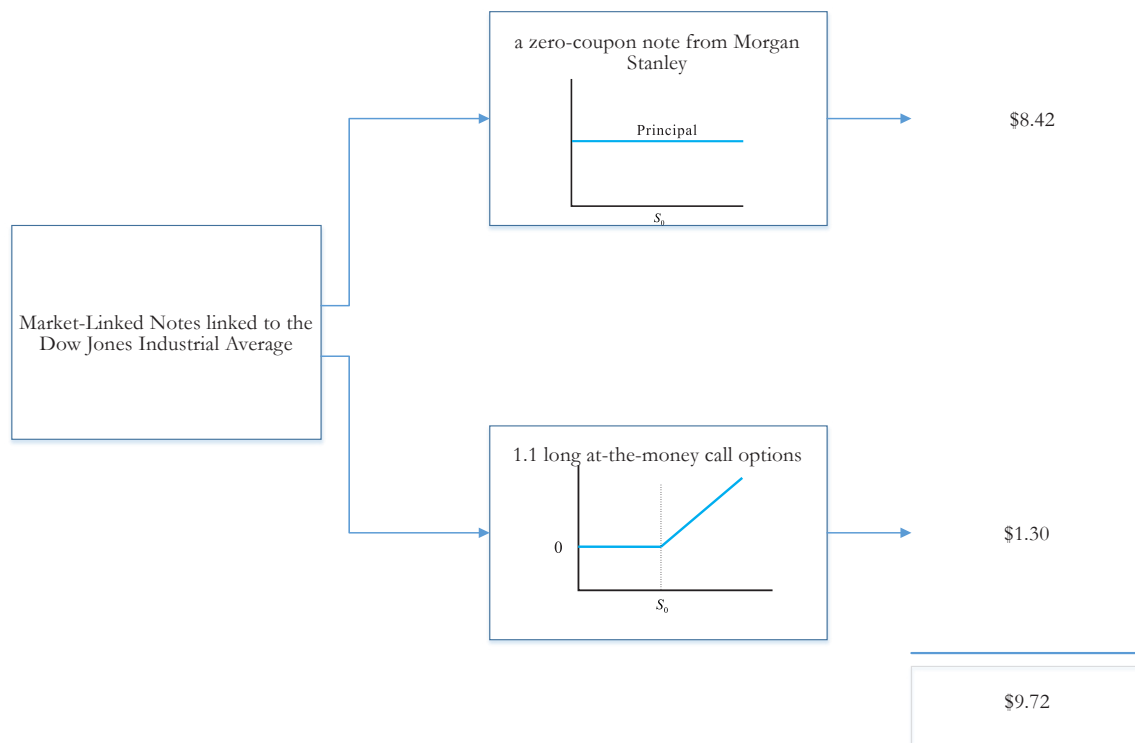 a zero-coupon note from Morgan
Stanley
Principal
S₀
$8.42
Market-Linked Notes linked to the
Dow Jones Industrial Average
1.1 long at-the-money call options
0
S₀
$1.30
$9.72